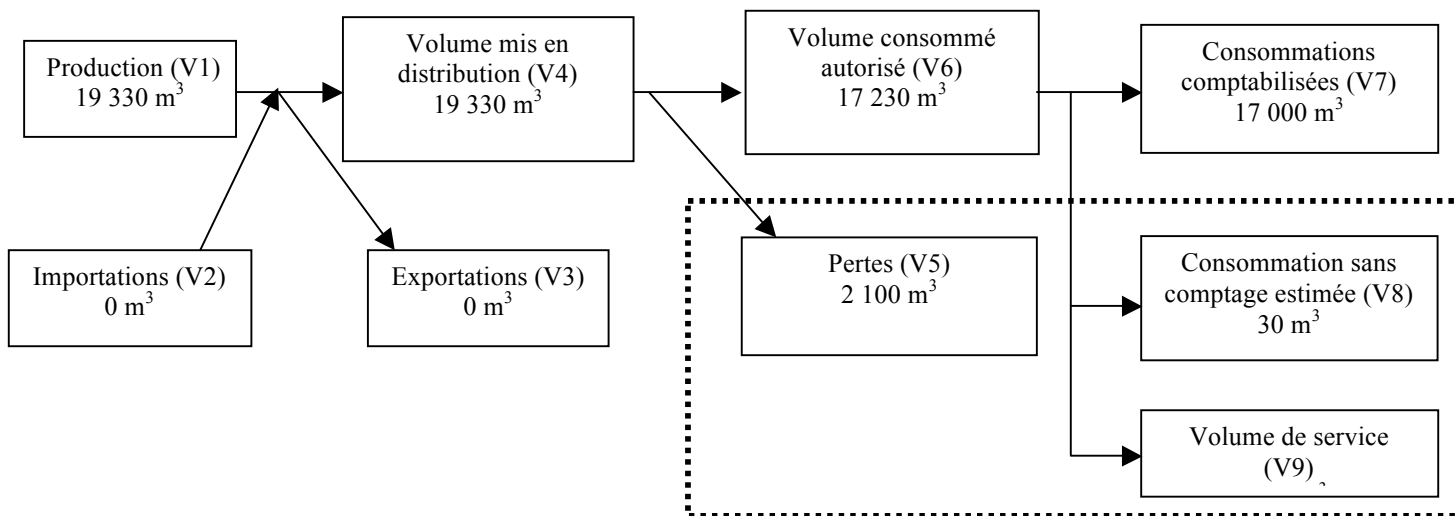 Production (V1)
19 330 m³
Volume mis en
distribution (V4)
19 330 m³
Volume consommé
autorisé (V6)
17 230 m³
Consommations
comptabilisées (V7)
17 000 m³
Importations (V2)
0 m³
Exportations (V3)
0 m³
Pertes (V5)
2 100 m³
Consommation sans
comptage estimée (V8)
30 m³
Volume de service
(V9)